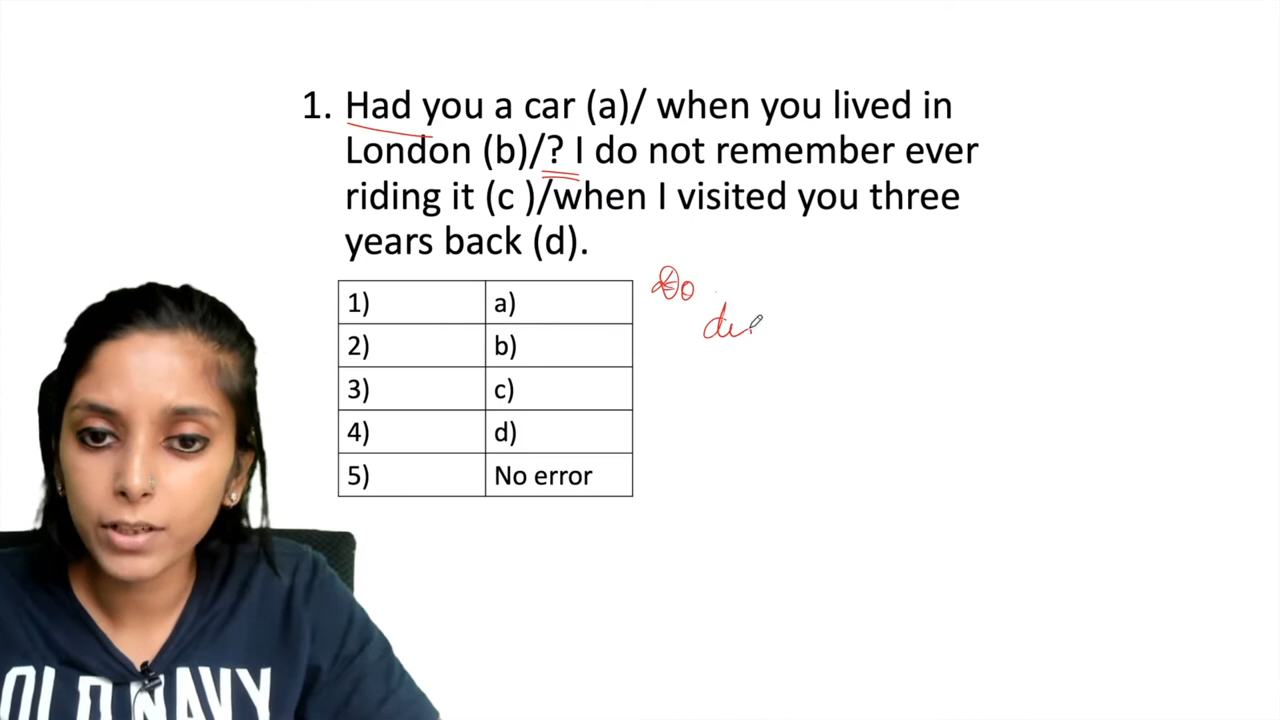 1. Had you a car (a)/ when you lived in
London (b)/? I do not remember ever
riding it (c )/when I visited you three
years back (d).
1) a)
2) b)
3) c)
4) d)
5) No error
Do
OLD NAVY